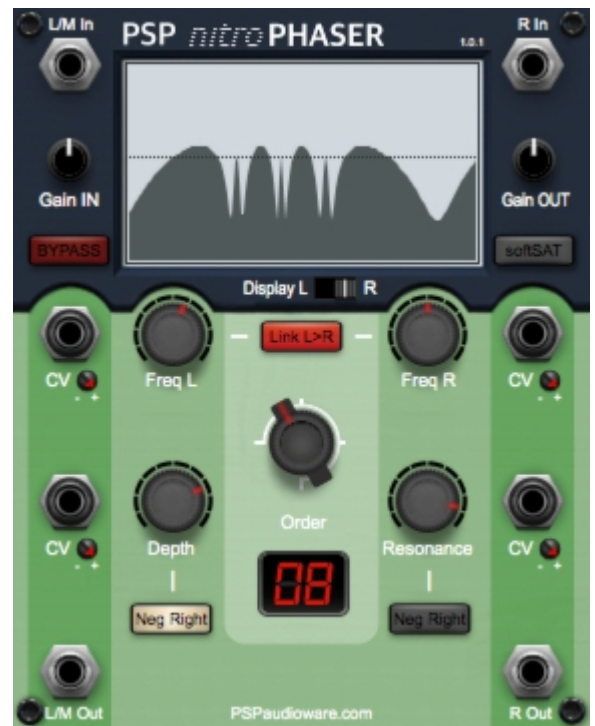 L/M In
PSP nitro PHASER
1.0.1
R In
Gain IN
Gain OUT
BYPASS
softSAT
Display L R
Link L>R
Freq L
Freq R
CV
- +
CV
- +
Order
Depth
Resonance
CV
- +
CV
- +
08
Neg Right
Neg Right
L/M Out
PSPaudioware.com
R Out